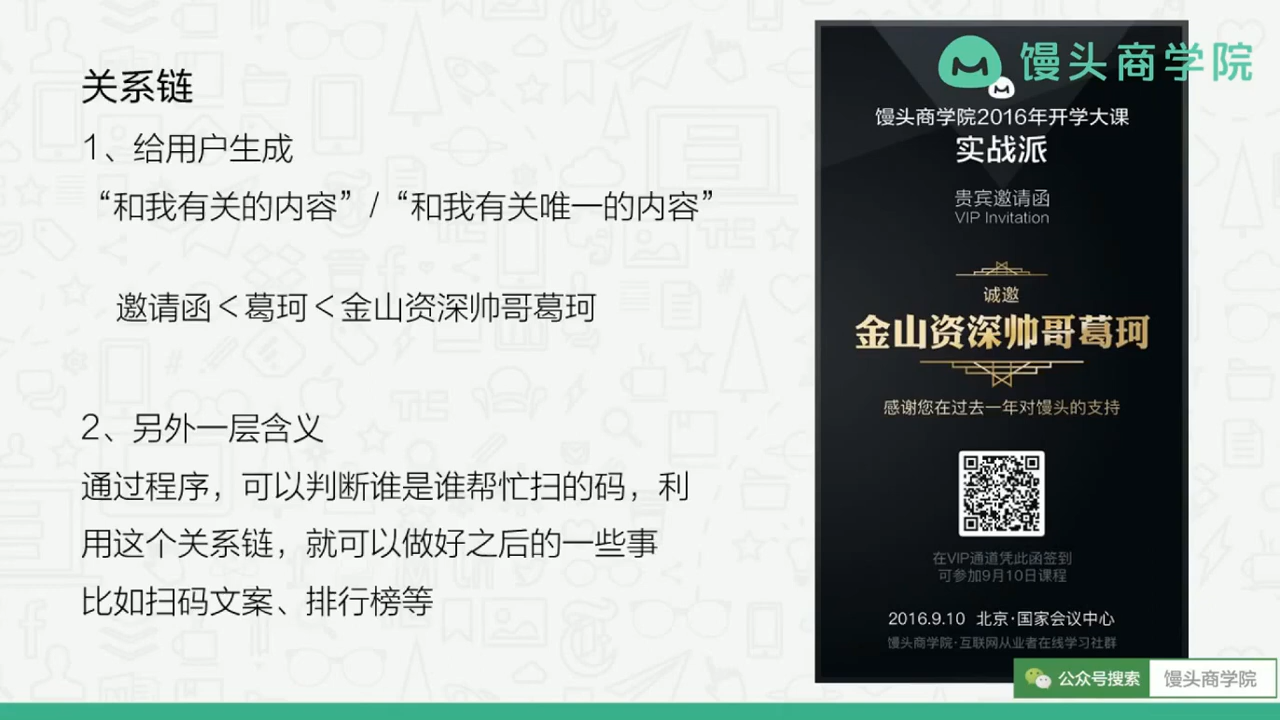 关系链
1、给用户生成
“和我有关的内容”/“和我有关唯一的内容”
邀请函＜葛珂＜金山资深帅哥葛珂
2、另外一层含义
通过程序，可以判断谁是谁帮忙扫的码，利
用这个关系链，就可以做好之后的一些事
比如扫码文案、排行榜等
馒头商学院
馒头商学院2016年开学大课
实战派
贵宾邀请函
VIP Invitation
诚邀
金山资深帅哥葛珂
感谢您在过去一年对馒头的支持
在VIP通道凭此函签到
可参加9月10日课程
2016.9.10 北京·国家会议中心
馒头商学院·互联网从业者在线学习社群
公众号搜索 馒头商学院